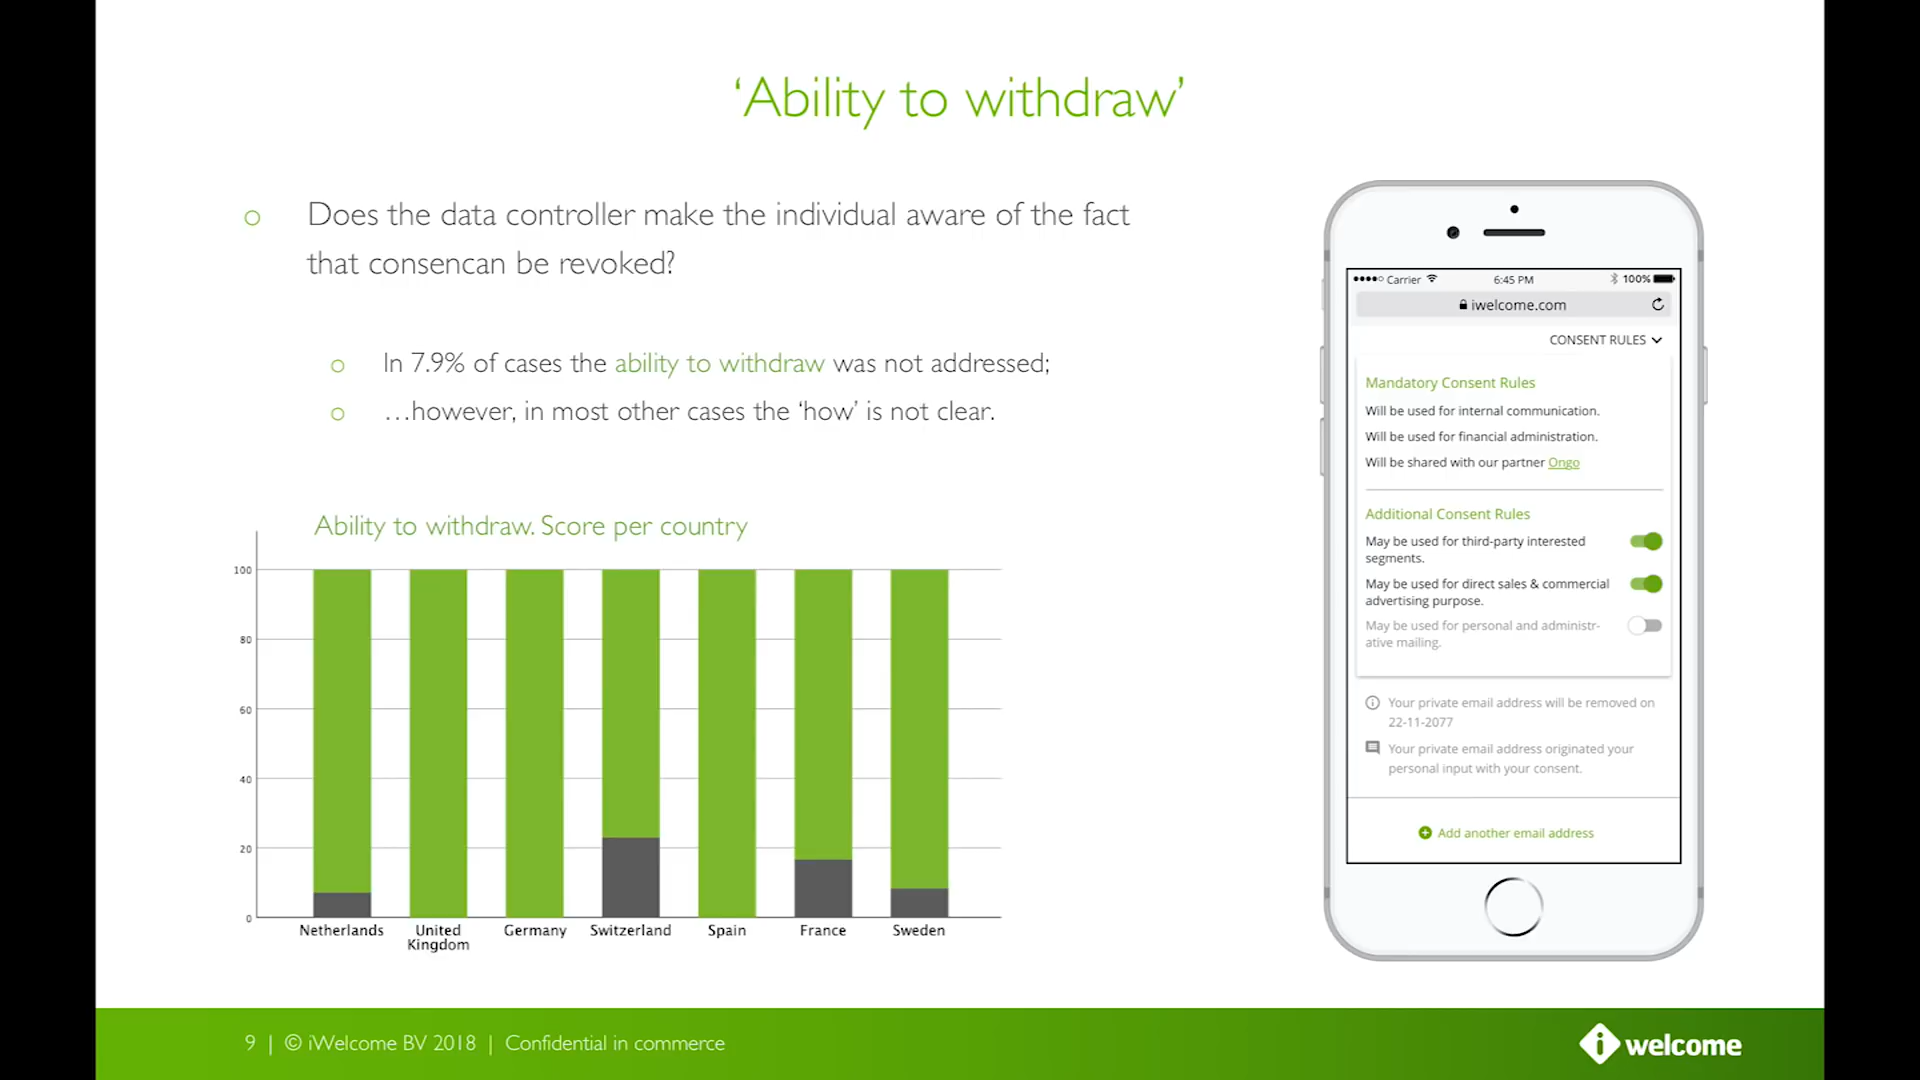 ‘Ability to withdraw’
Does the data controller make the individual aware of the fact
that consencan be revoked?
In 7.9% of cases the ability to withdraw was not addressed;
…however, in most other cases the ‘how’ is not clear.
Ability to withdraw. Score per country
100
80
60
40
20
0
Netherlands
United
Kingdom
Germany
Switzerland
Spain
France
Sweden
Carrier
6:45 PM
100%
iwelcome.com
CONSENT RULES
Mandatory Consent Rules
Will be used for internal communication.
Will be used for financial administration.
Will be shared with our partner Ongo
Additional Consent Rules
May be used for third-party interested
segments.
May be used for direct sales & commercial
advertising purpose.
May be used for personal and administr-
ative mailing.
Your private email address will be removed on
22-11-2077
Your private email address originated your
personal input with your consent.
Add another email address
9 | © iWelcome BV 2018 | Confidential in commerce
i welcome